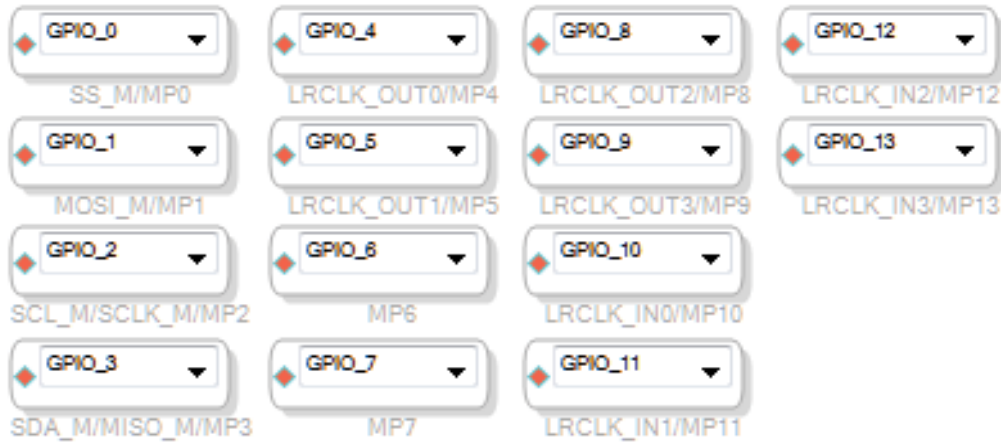 GPIO_0
SS_M/MP0
GPIO_1
MOSI_M/MP1
GPIO_2
SCL_M/SCLK_M/MP2
GPIO_3
SDA_M/MISO_M/MP3
GPIO_4
LRCLK_OUT0/MP4
GPIO_5
LRCLK_OUT1/MP5
GPIO_6
MP6
GPIO_7
MP7
GPIO_8
LRCLK_OUT2/MP8
GPIO_9
LRCLK_OUT3/MP9
GPIO_10
LRCLK_IN0/MP10
GPIO_11
LRCLK_IN1/MP11
GPIO_12
LRCLK_IN2/MP12
GPIO_13
LRCLK_IN3/MP13